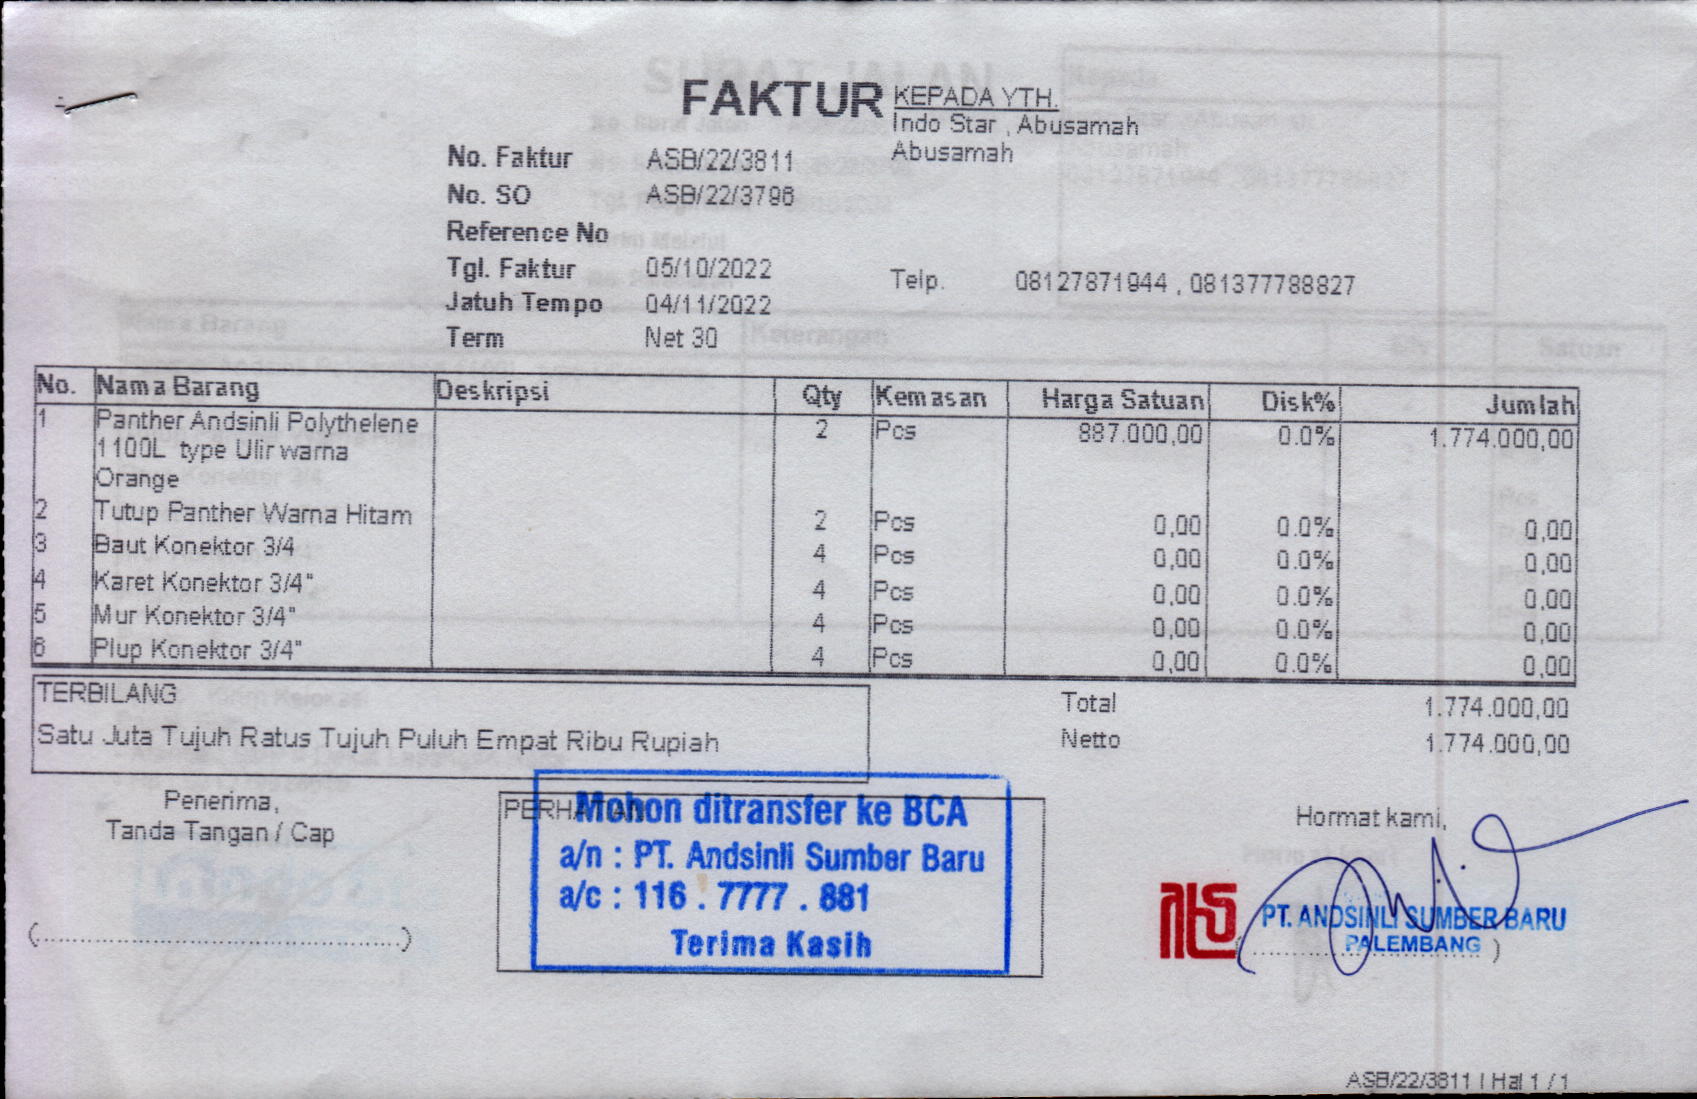 FAKTUR
KEPADA YTH.
Indo Star , Abusamah
Abusamah
No. Faktur ASB/22/3811
No. SO ASB/22/3796
Reference No
Tgl. Faktur 05/10/2022
Jatuh Tempo 04/11/2022
Term Net 30
Telp. 08127871944 , 081377788827
No. Nama Barang Deskripsi Qty Kemasan Harga Satuan Disk% Jumlah
1 Panther Andsinli Polythelene 2 Pcs 887.000,00 0.0% 1.774.000,00
1100L type Ulir warna
Orange
2 Tutup Panther Warna Hitam 2 Pcs 0,00 0.0% 0,00
3 Baut Konektor 3/4 4 Pcs 0,00 0.0% 0,00
4 Karet Konektor 3/4" 4 Pcs 0,00 0.0% 0,00
5 Mur Konektor 3/4" 4 Pcs 0,00 0.0% 0,00
6 Plup Konektor 3/4" 4 Pcs 0,00 0.0% 0,00
TERBILANG
Satu Juta Tujuh Ratus Tujuh Puluh Empat Ribu Rupiah
Total 1.774.000,00
Netto 1.774.000,00
Penerima,
Tanda Tangan / Cap
(..........................................................)
PERHATIAN
Mohon ditransfer ke BCA
a/n : PT. Andsinli Sumber Baru
a/c : 116 . 7777 . 881
Terima Kasih
Hormat kami,
PT. ANDSINLI SUMBER BARU
PALEMBANG
ASB/22/3811 | Hal 1 / 1